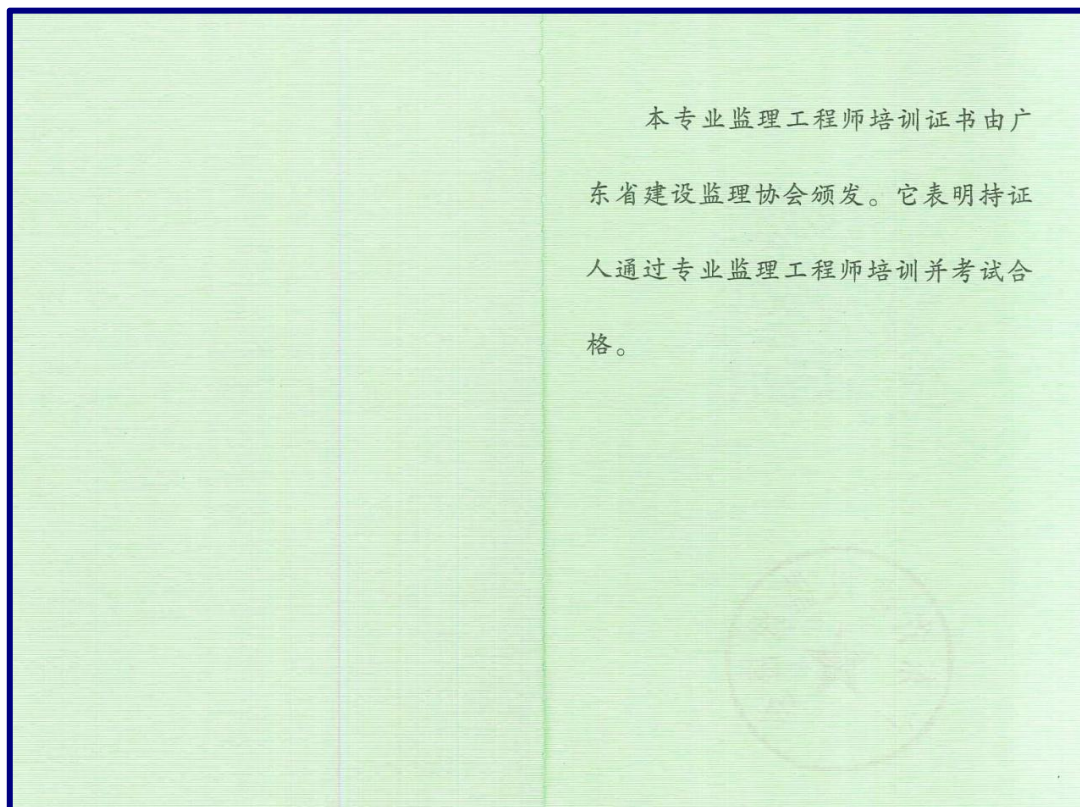 本专业监理工程师培训证书由广
东省建设监理协会颁发。它表明持证
人通过专业监理工程师培训并考试合
格。